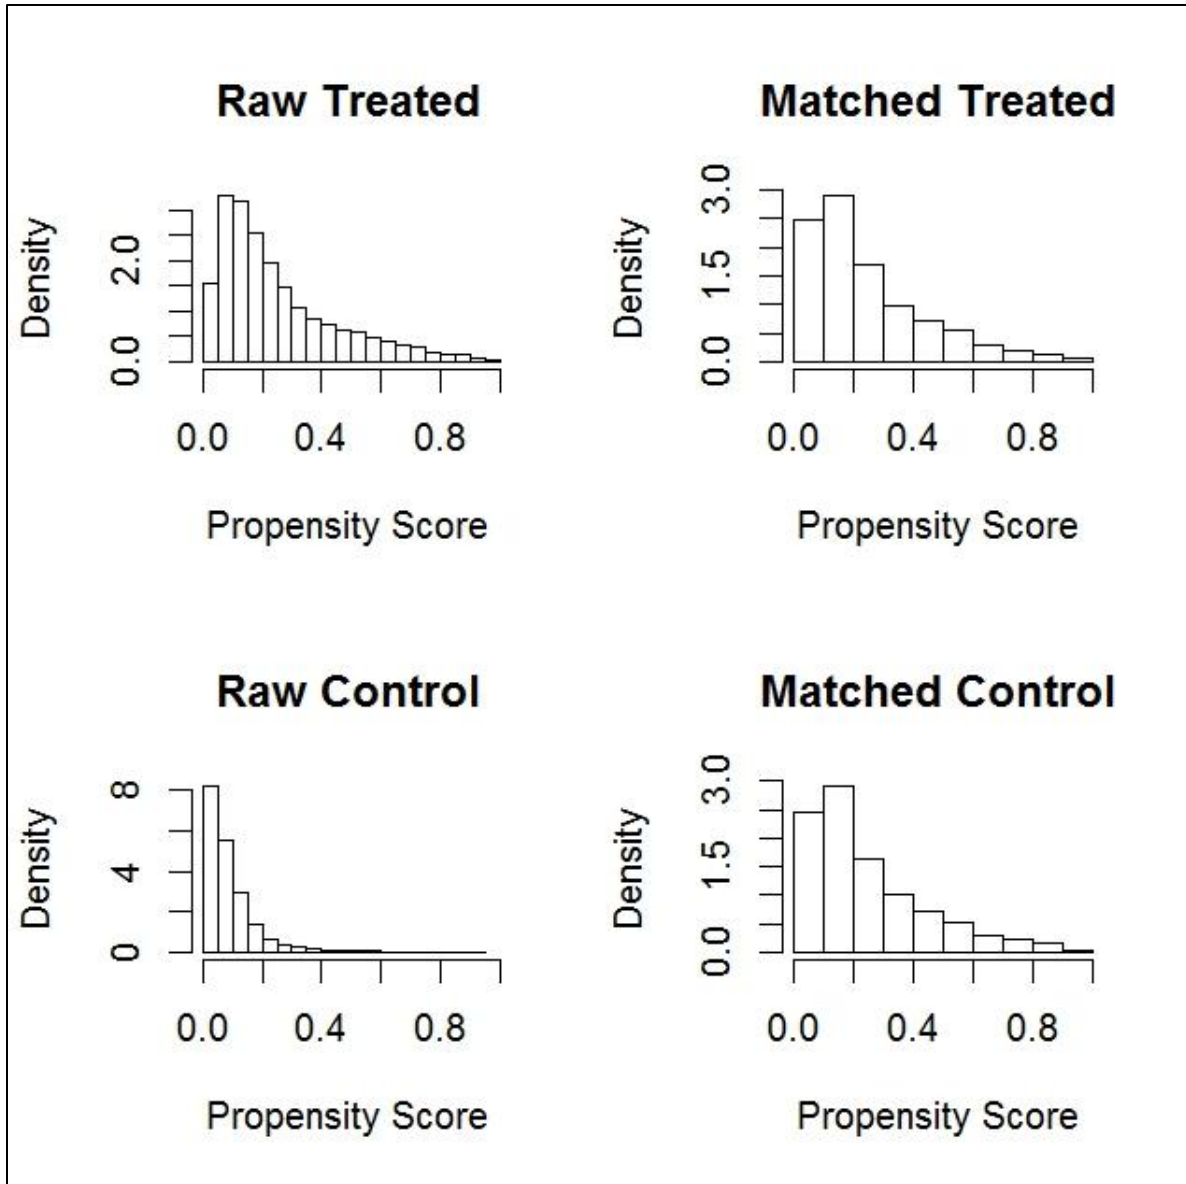 Raw Treated
Density
0.0 2.0
0.0 0.4 0.8
Propensity Score
Matched Treated
Density
0.0 1.5 3.0
0.0 0.4 0.8
Propensity Score
Raw Control
Density
0 4 8
0.0 0.4 0.8
Propensity Score
Matched Control
Density
0.0 1.5 3.0
0.0 0.4 0.8
Propensity Score